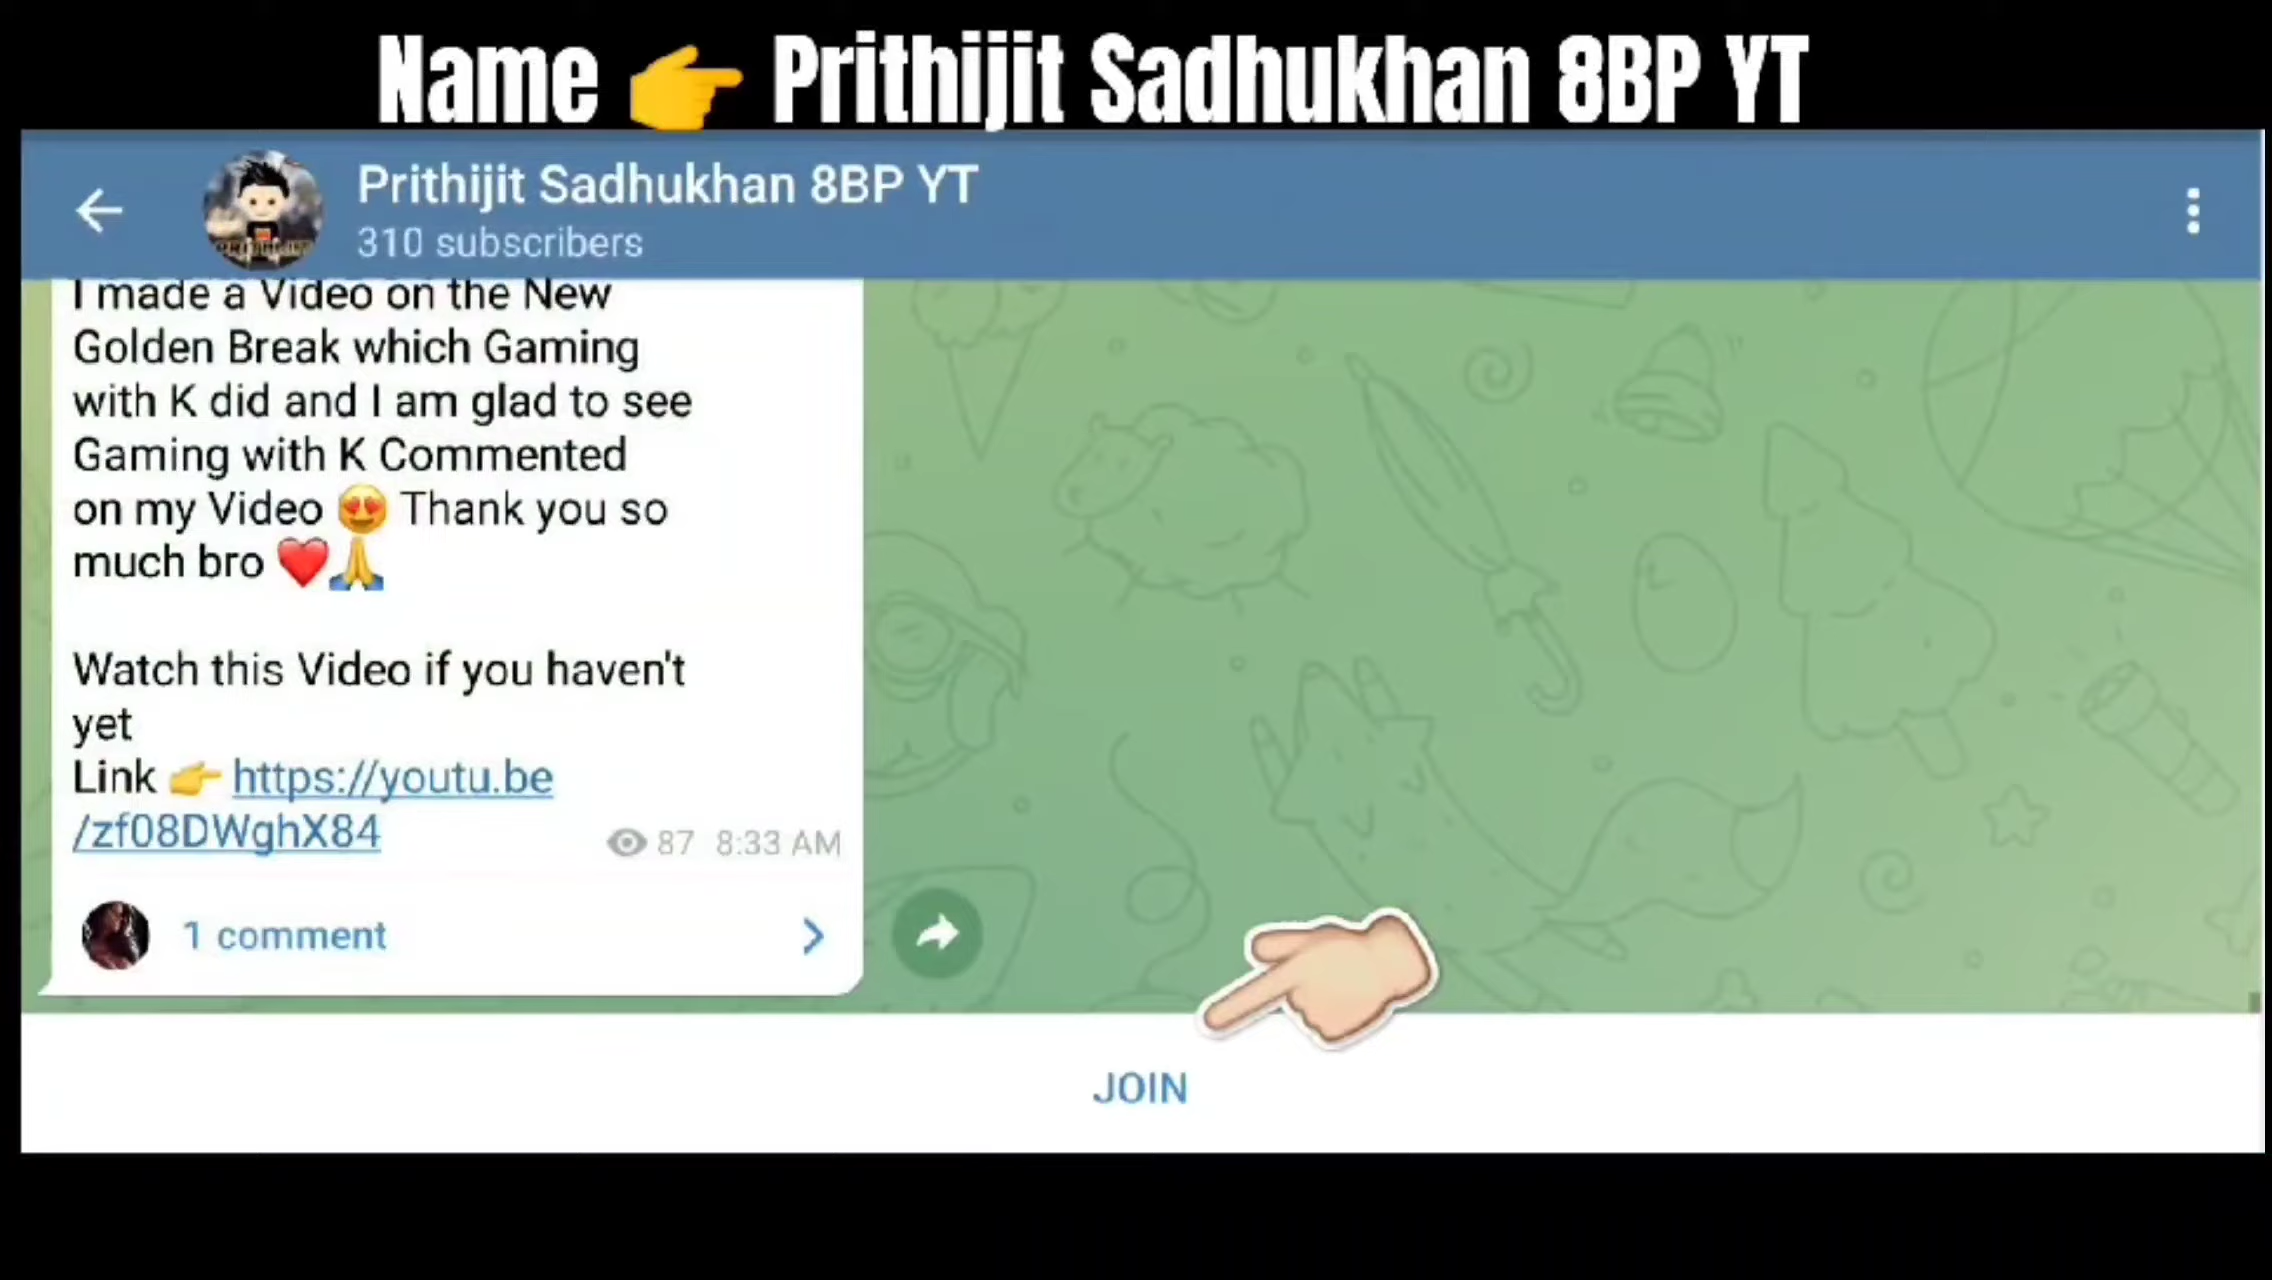 Name 👉 Prithijit Sadhukhan 8BP YT
Prithijit Sadhukhan 8BP YT
310 subscribers
I made a Video on the New
Golden Break which Gaming
with K did and I am glad to see
Gaming with K Commented
on my Video 😍 Thank you so
much bro ❤️🙏
Watch this Video if you haven't
yet
Link 👉 https://youtu.be
/zf08DWghX84
87 8:33 AM
1 comment
JOIN